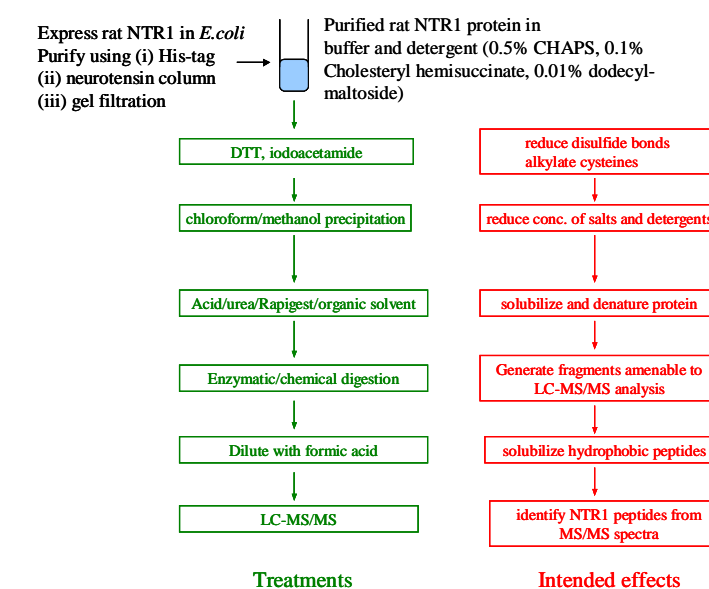 Express rat NTR1 in E.coli
Purify using (i) His-tag
(ii) neurotensin column
(iii) gel filtration
Purified rat NTR1 protein in
buffer and detergent (0.5% CHAPS, 0.1%
Cholesteryl hemisuccinate, 0.01% dodecyl-
maltoside)
DTT, iodoacetamide
chloroform/methanol precipitation
Acid/urea/Rapigest/organic solvent
Enzymatic/chemical digestion
Dilute with formic acid
LC-MS/MS
Treatments
reduce disulfide bonds
alkylate cysteines
reduce conc. of salts and detergents
solubilize and denature protein
Generate fragments amenable to
LC-MS/MS analysis
solubilize hydrophobic peptides
identify NTR1 peptides from
MS/MS spectra
Intended effects